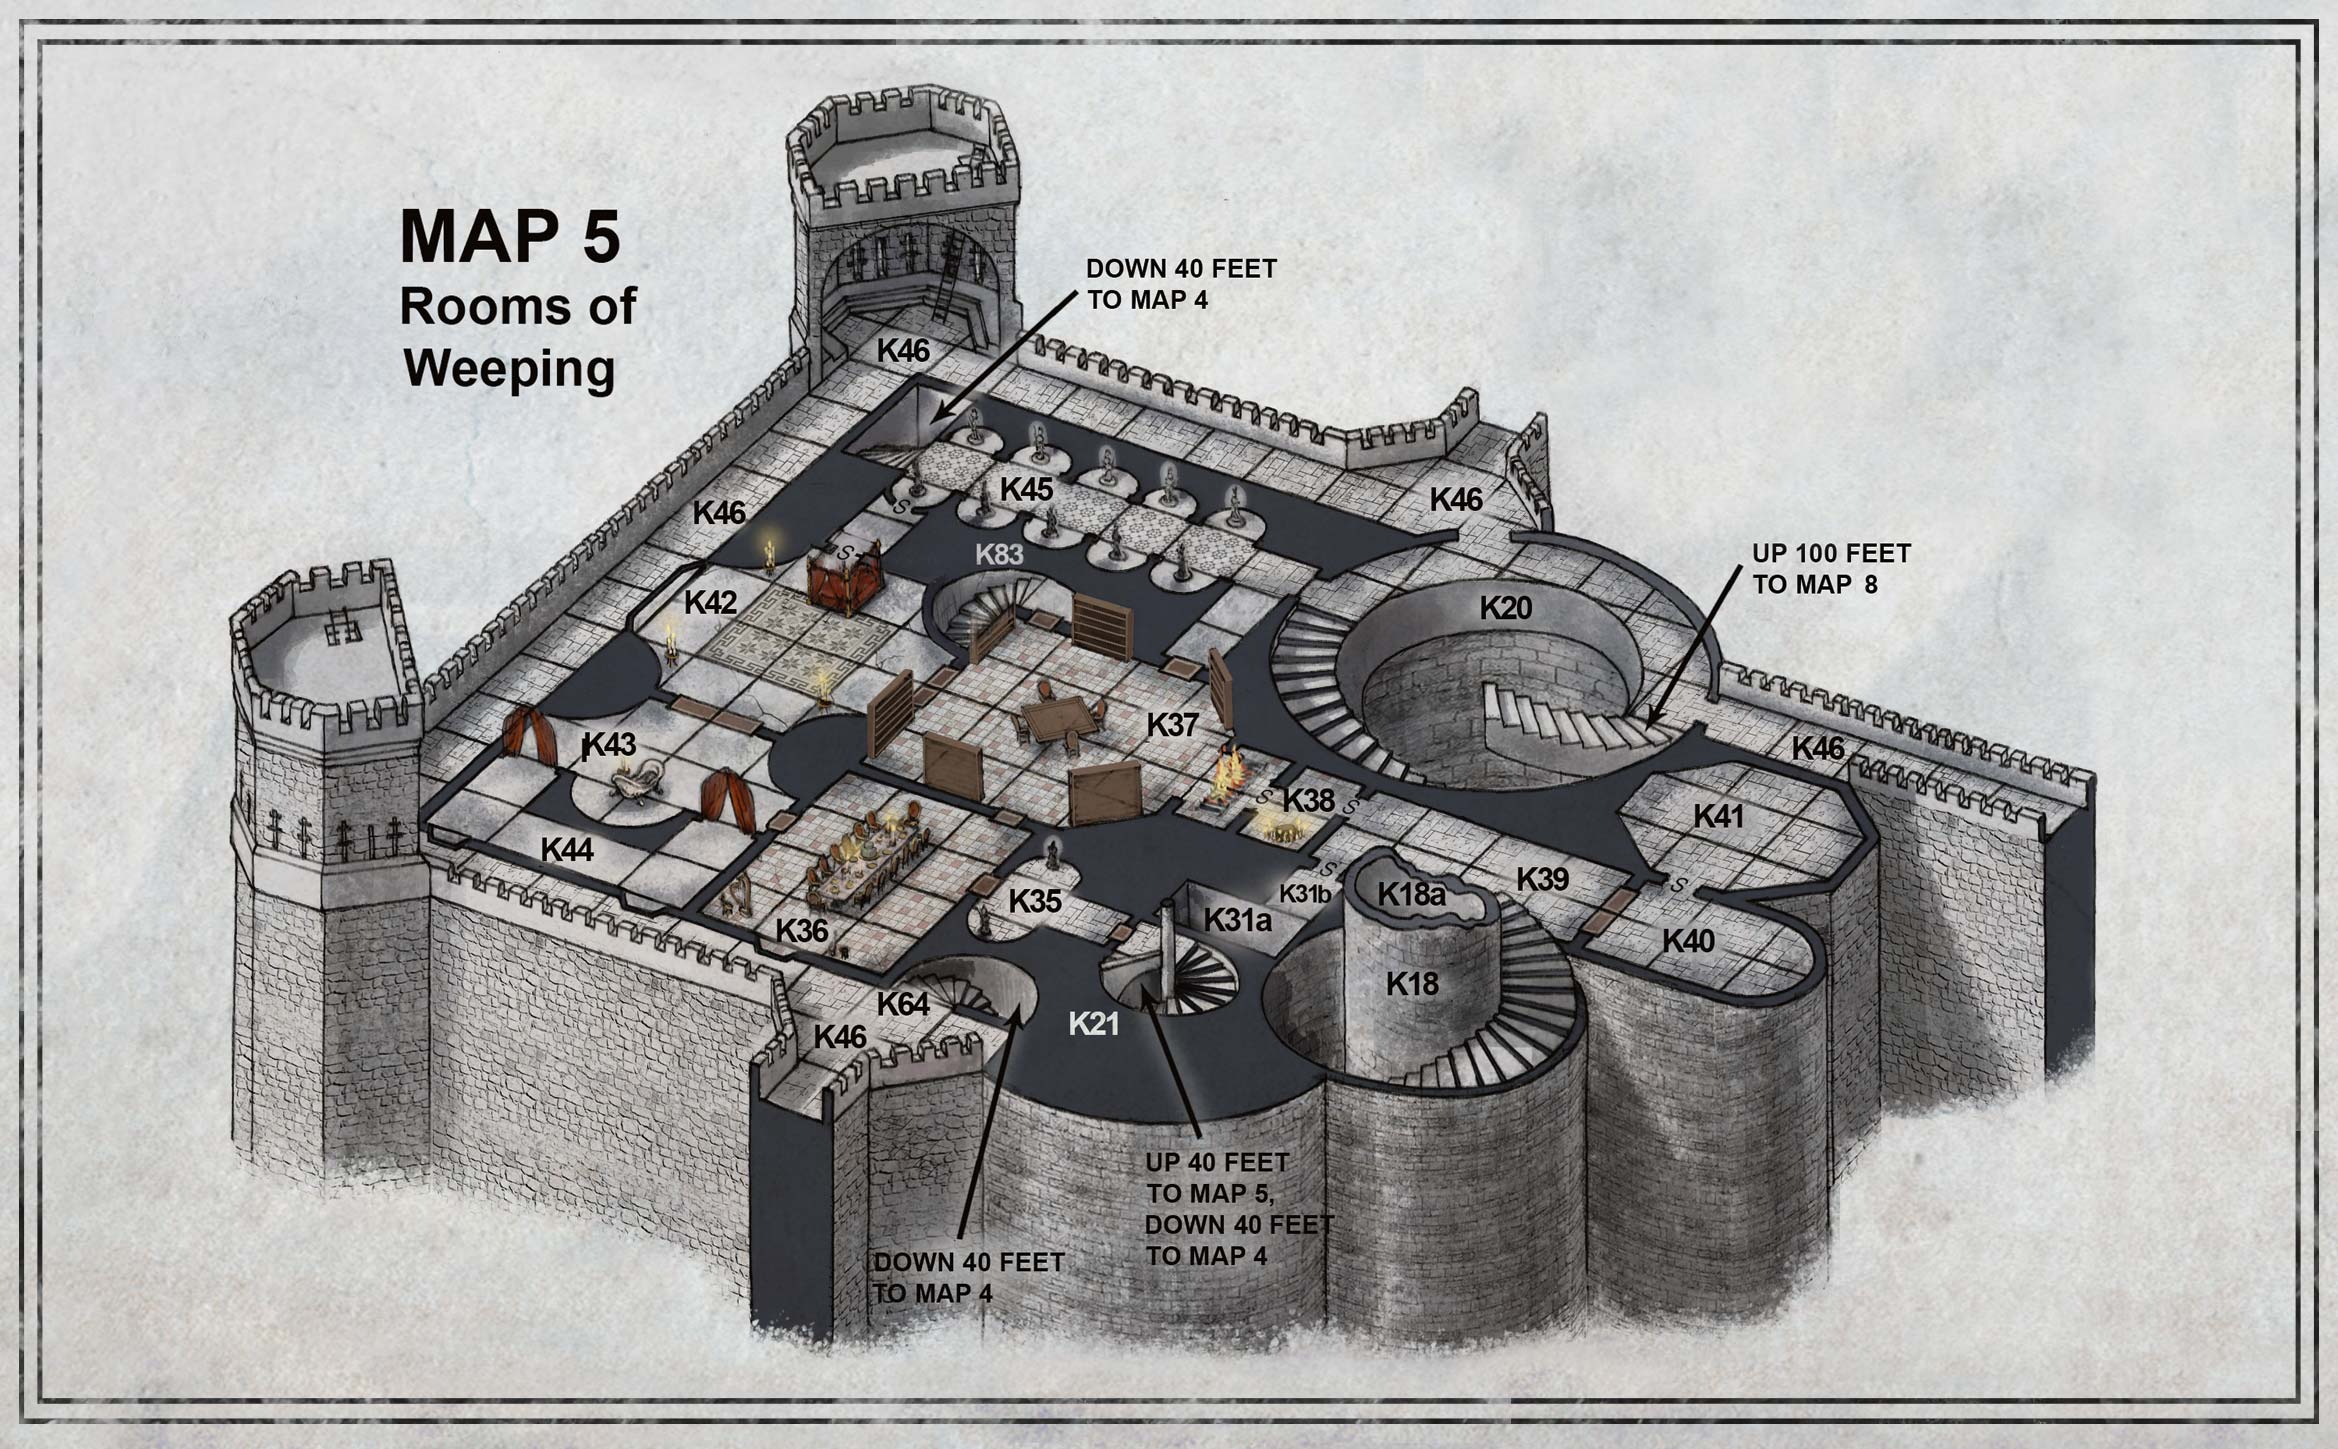 MAP 5
Rooms of
Weeping
DOWN 40 FEET
TO MAP 4
K46
K46
K45
K46
S
S
K83
UP 100 FEET
TO MAP 8
K42
K20
K43
K37
K46
K38
S
S
K41
K44
K36
K35
S
K31b
K31a
K18a
K39
S
K40
K64
K46
K21
K18
UP 40 FEET
TO MAP 5,
DOWN 40 FEET
TO MAP 4
DOWN 40 FEET
TO MAP 4